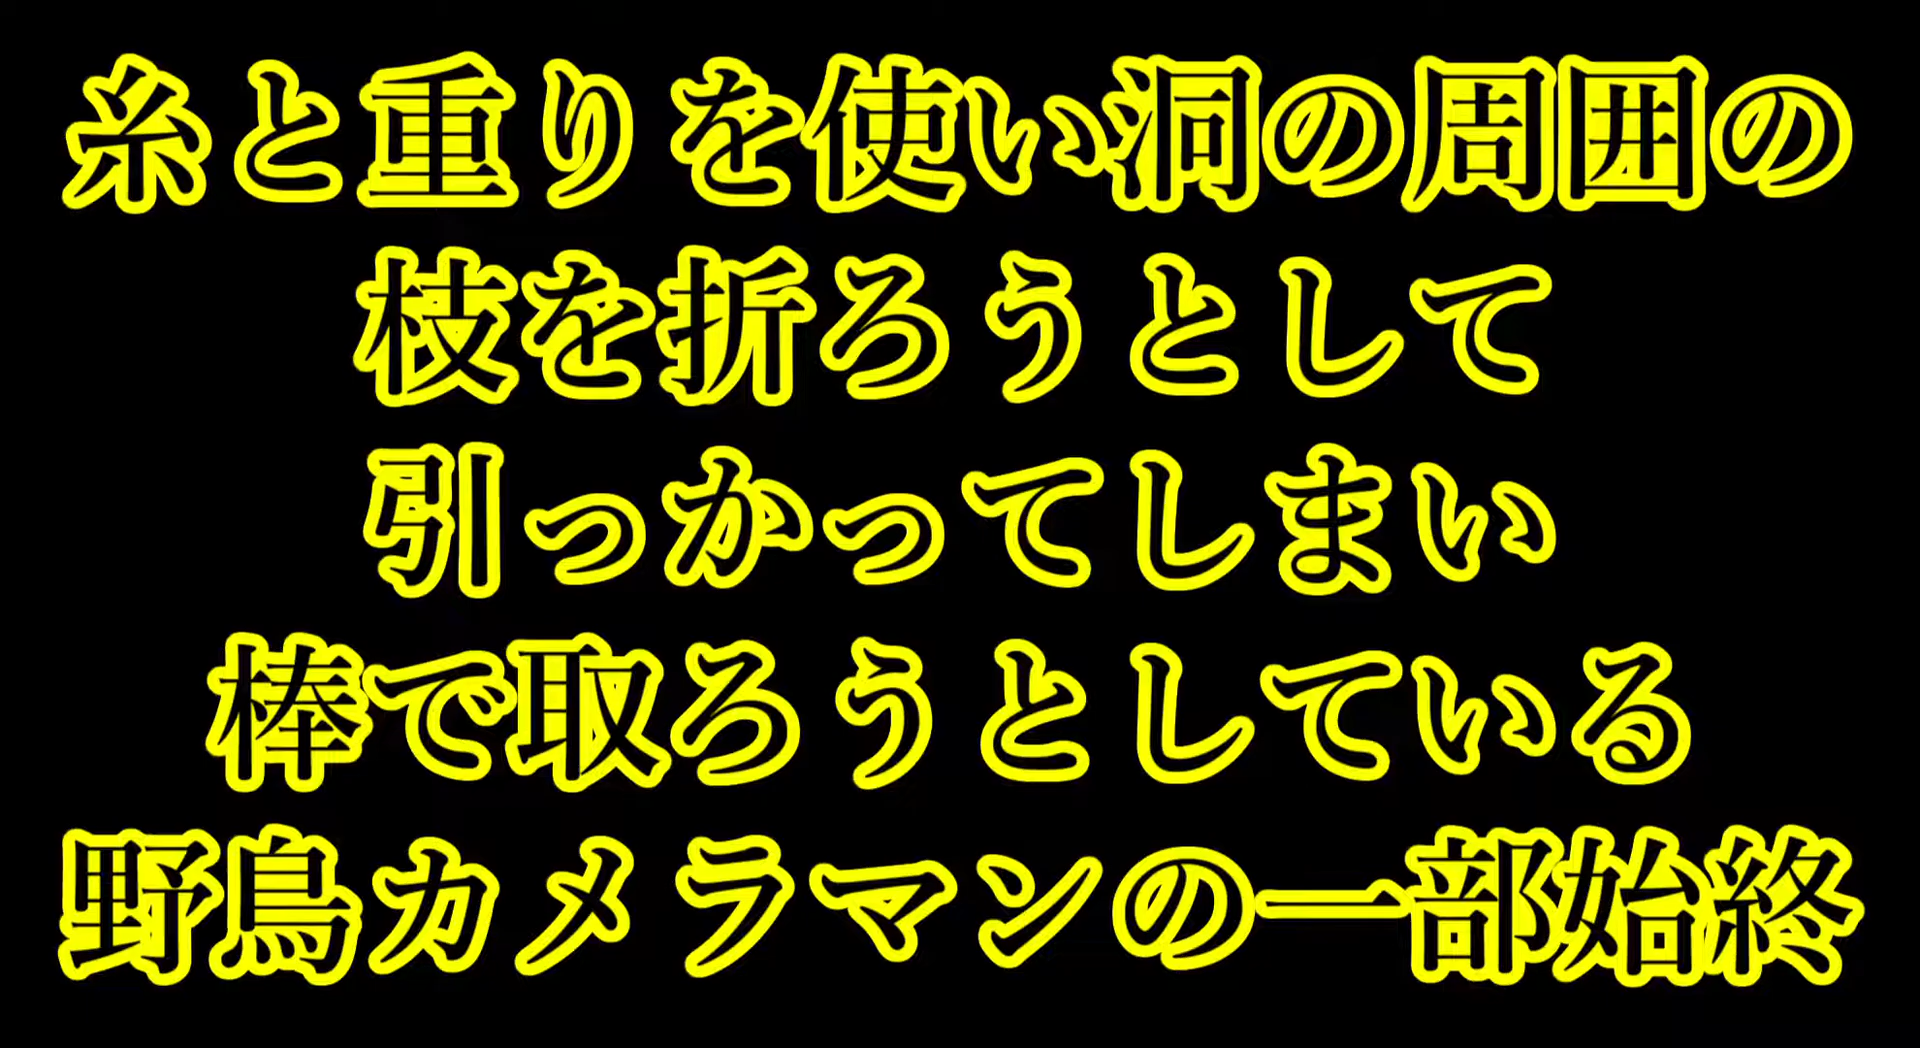 糸と重りを使い洞の周囲の
枝を折ろうとして
引っかってしまい
棒で取ろうとしている
野鳥カメラマンの一部始終